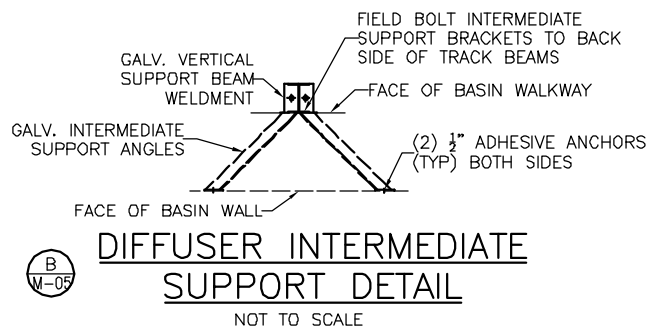 FIELD BOLT INTERMEDIATE
SUPPORT BRACKETS TO BACK
SIDE OF TRACK BEAMS
GALV. VERTICAL
SUPPORT BEAM
WELDMENT
FACE OF BASIN WALKWAY
GALV. INTERMEDIATE
SUPPORT ANGLES
(2) ½" ADHESIVE ANCHORS
(TYP) BOTH SIDES
FACE OF BASIN WALL
B
M-05
DIFFUSER INTERMEDIATE
SUPPORT DETAIL
NOT TO SCALE